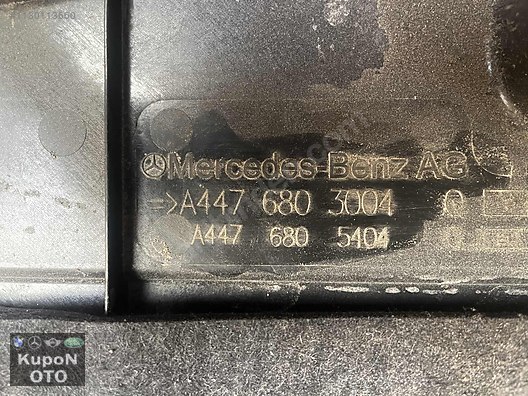 Mercedes-Benz AG
=>A447 680 3004 Q
A447 680 5404
KupoN
OTO